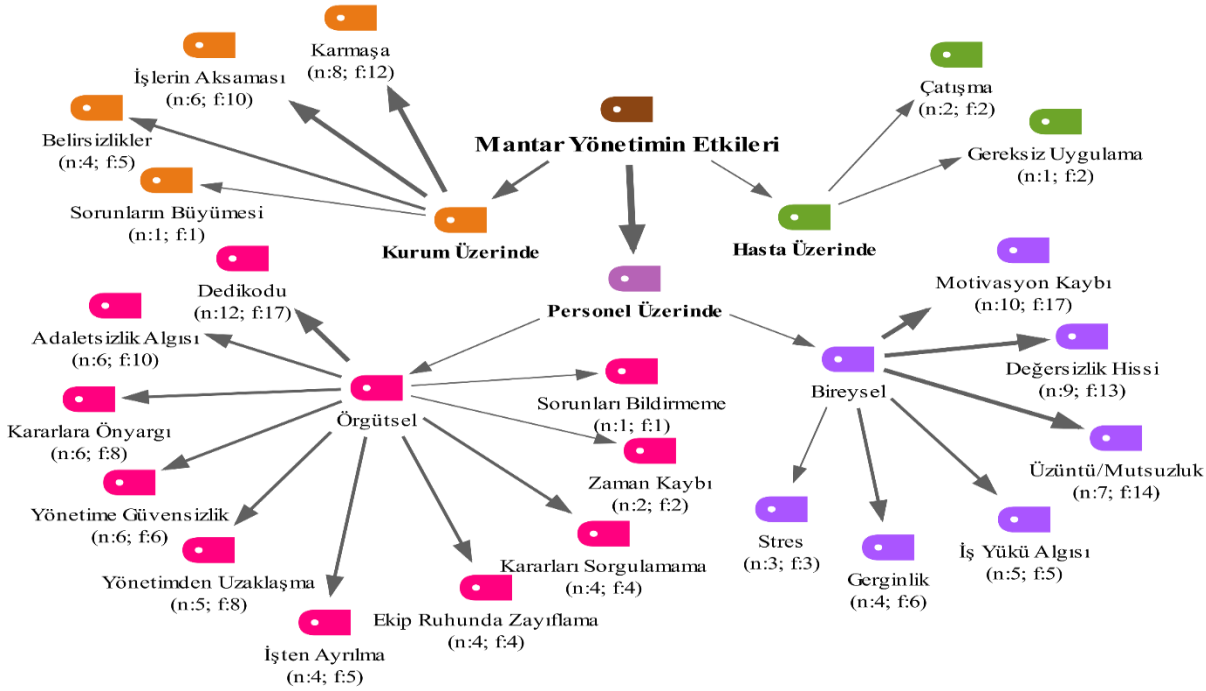 Mantar Yönetimin Etkileri
Kurum Üzerinde
Karmaşa
(n:8; f:12)
İşlerin Aksaması
(n:6; f:10)
Belirsizlikler
(n:4; f:5)
Sorunların Büyümesi
(n:1; f:1)
Hasta Üzerinde
Çatışma
(n:2; f:2)
Gereksiz Uygulama
(n:1; f:2)
Personel Üzerinde
Örgütsel
Dedikodu
(n:12; f:17)
Adaletsizlik Algısı
(n:6; f:10)
Kararlara Önyargı
(n:6; f:8)
Yönetime Güvensizlik
(n:6; f:6)
Yönetimden Uzaklaşma
(n:5; f:8)
İşten Ayrılma
(n:4; f:5)
Ekip Ruhunda Zayıflama
(n:4; f:4)
Kararları Sorgulamama
(n:4; f:4)
Zaman Kaybı
(n:2; f:2)
Sorunları Bildirmeme
(n:1; f:1)
Bireysel
Motivasyon Kaybı
(n:10; f:17)
Değersizlik Hissi
(n:9; f:13)
Üzüntü/Mutsuzluk
(n:7; f:14)
İş Yükü Algısı
(n:5; f:5)
Gerginlik
(n:4; f:6)
Stres
(n:3; f:3)